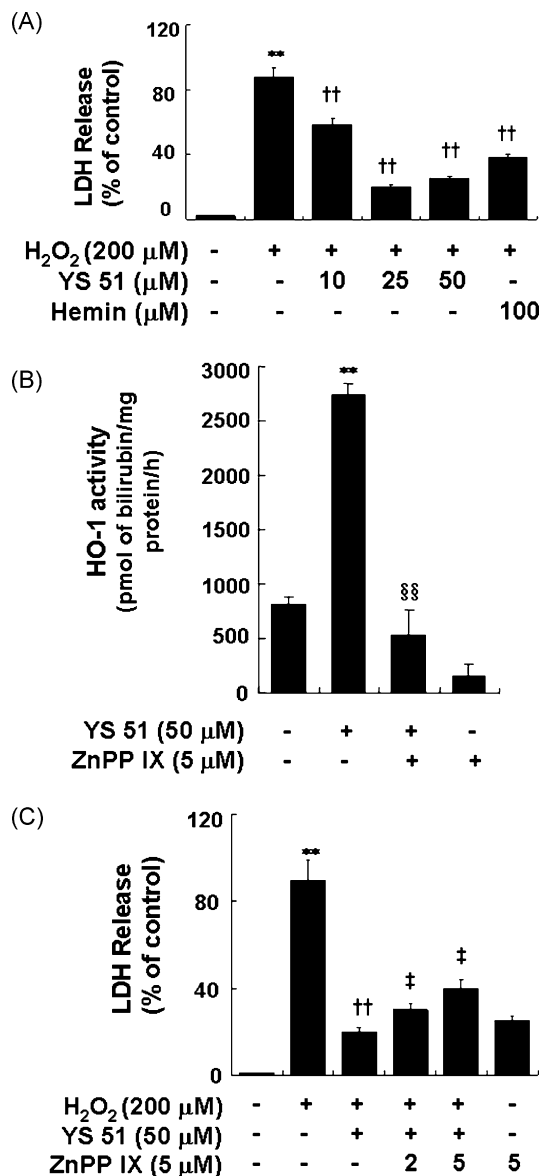 (A)
120
80
40
0
LDH Release
(% of control)
**
††
††
††
††
H₂O₂ (200 μM) - + + + + +
YS 51 (μM) - - 10 25 50 -
Hemin (μM) - - - - - 100
(B)
3000
2500
2000
1500
1000
500
0
HO-1 activity
(pmol of bilirubin/mg
protein/h)
**
§§
YS 51 (50 μM) - + + -
ZnPP IX (5 μM) - - + +
(C)
120
80
40
0
LDH Release
(% of control)
**
††
‡
‡
H₂O₂ (200 μM) - + + + + -
YS 51 (50 μM) - - + + + -
ZnPP IX (5 μM) - - - 2 5 5